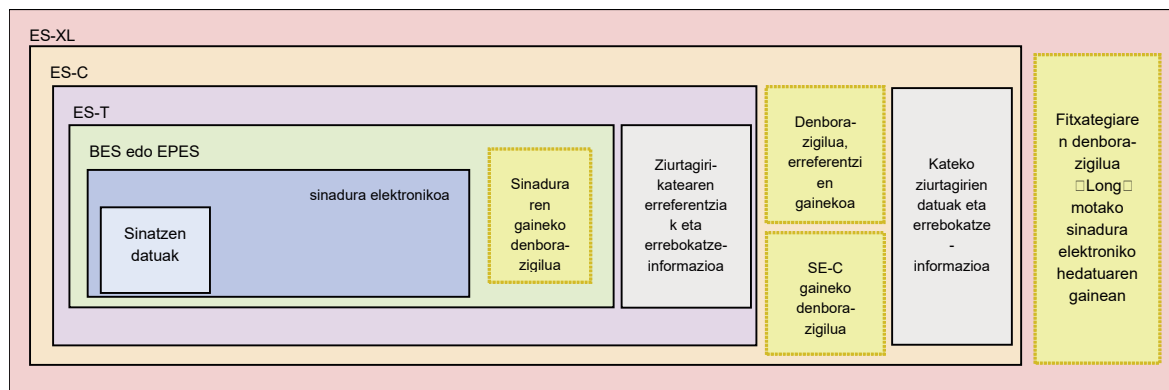 ES-XL
ES-C
ES-T
BES edo EPES
sinadura elektronikoa
Sinatzen
datuak
Sinadura
ren
gaineko
denbora-
zigilua
Ziurtagiri-
katearen
erreferentzia
k eta
errebokatze-
informazioa
Denbora-
zigilua,
erreferentzi
en
gainekoa
SE-C
gaineko
denbora-
zigilua
Kateko
ziurtagirien
datuak eta
errebokatze
-
informazioa
Fitxategiare
n denbora-
zigilua
□Long□
motako
sinadura
elektroniko
hedatuaren
gainean